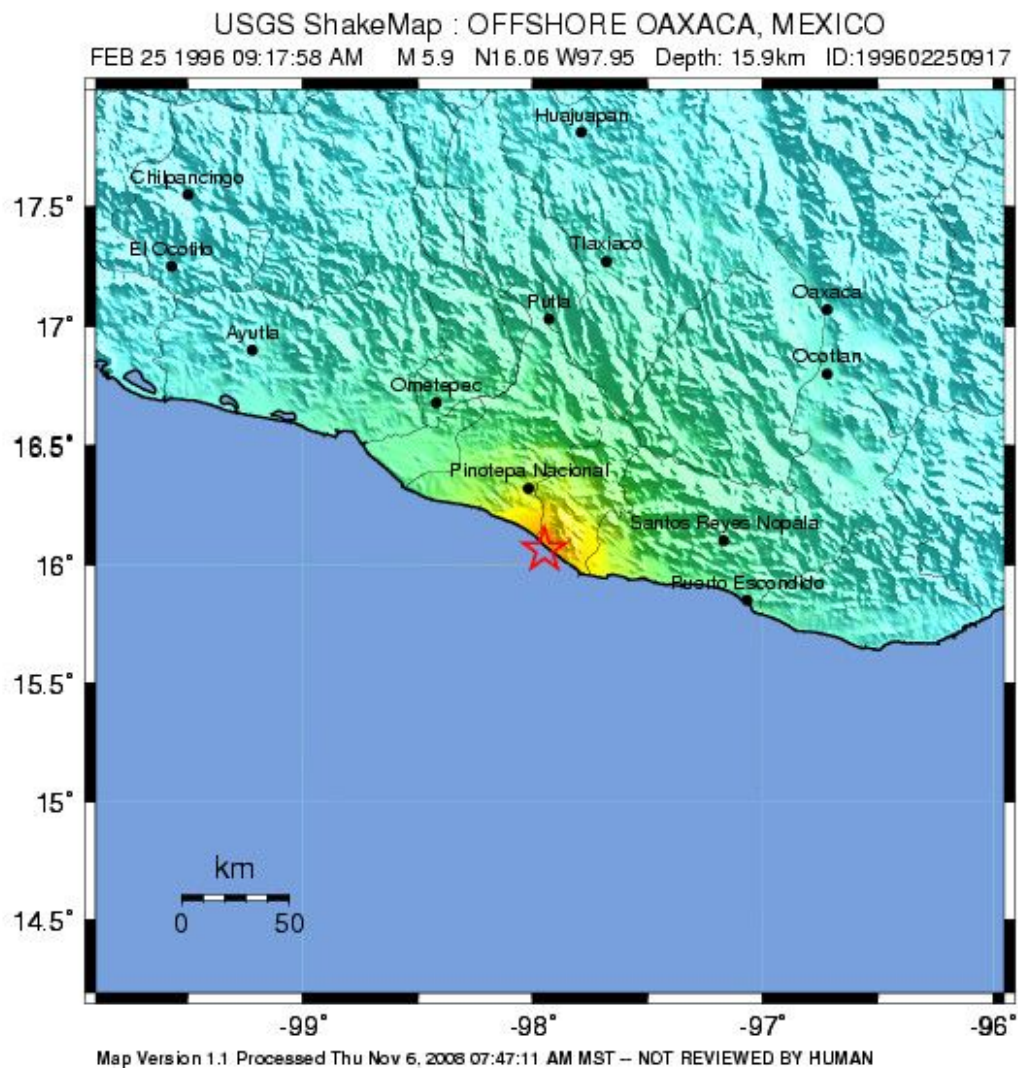 USGS ShakeMap : OFFSHORE OAXACA, MEXICO
FEB 25 1996 09:17:58 AM M 5.9 N16.06 W97.95 Depth: 15.9km ID:199602250917
Huajuapan
Chilpancingo
17.5°
El Ocotillo
Tlaxiaco
Oaxaca
Putla
17°
Ayutla
Ocotlan
Ometepec
16.5°
Pinotepa Nacional
Santos Reyes Nopala
16°
Puerto Escondido
15.5°
15°
km
14.5°
0 50
-99° -98° -97° -96°
Map Version 1.1 Processed Thu Nov 6, 2008 07:47:11 AM MST -- NOT REVIEWED BY HUMAN